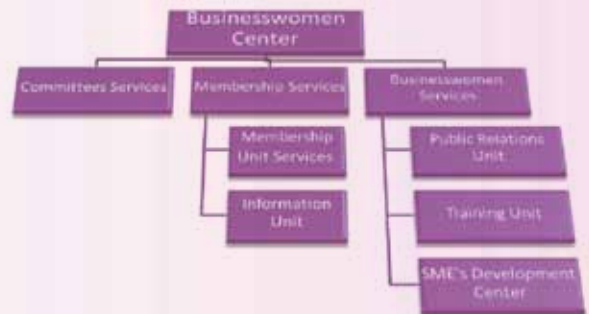 Businesswomen
Center
Committees Services
Membership Services
Businesswomen
Services
Membership
Unit Services
Information
Unit
Public Relations
Unit
Training Unit
SME's Development
Center